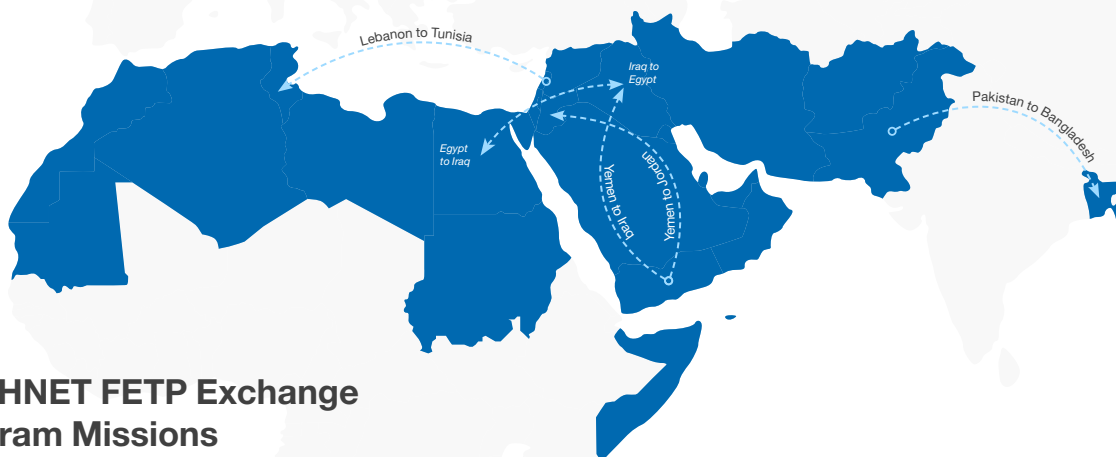 Lebanon to Tunisia
Iraq to
Egypt
Pakistan to Bangladesh
Egypt
to Iraq
Yemen to Iraq
Yemen to Jordan
HNET FETP Exchange
ram Missions